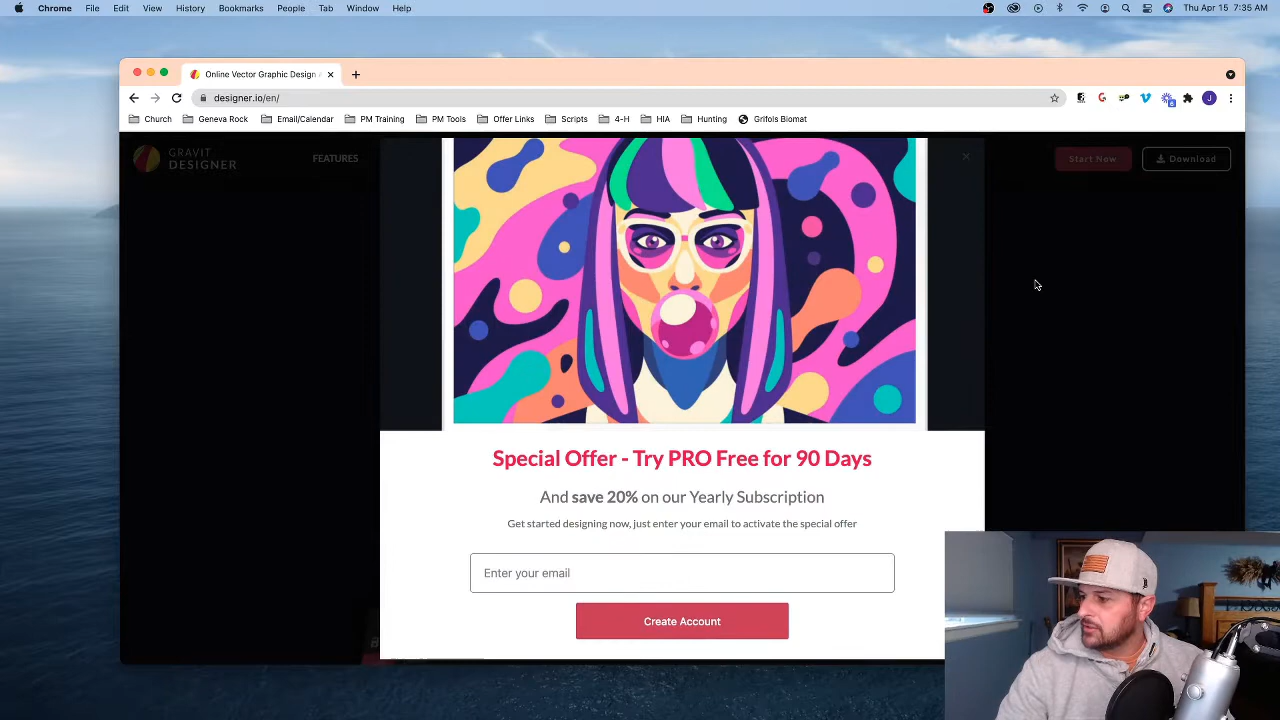 Chrome File Edit View History Bookmarks People Tab Window Help Thu Apr 15 7:35 AM
Online Vector Graphic Design
designer.io/en/
J
Church Geneva Rock Email/Calendar PM Training PM Tools Offer Links Scripts 4-H HIA Hunting Grifols Biomat
GRAVIT
DESIGNER
FEATURES
Start Now
Download
Special Offer - Try PRO Free for 90 Days
And save 20% on our Yearly Subscription
Get started designing now, just enter your email to activate the special offer
Enter your email
Create Account